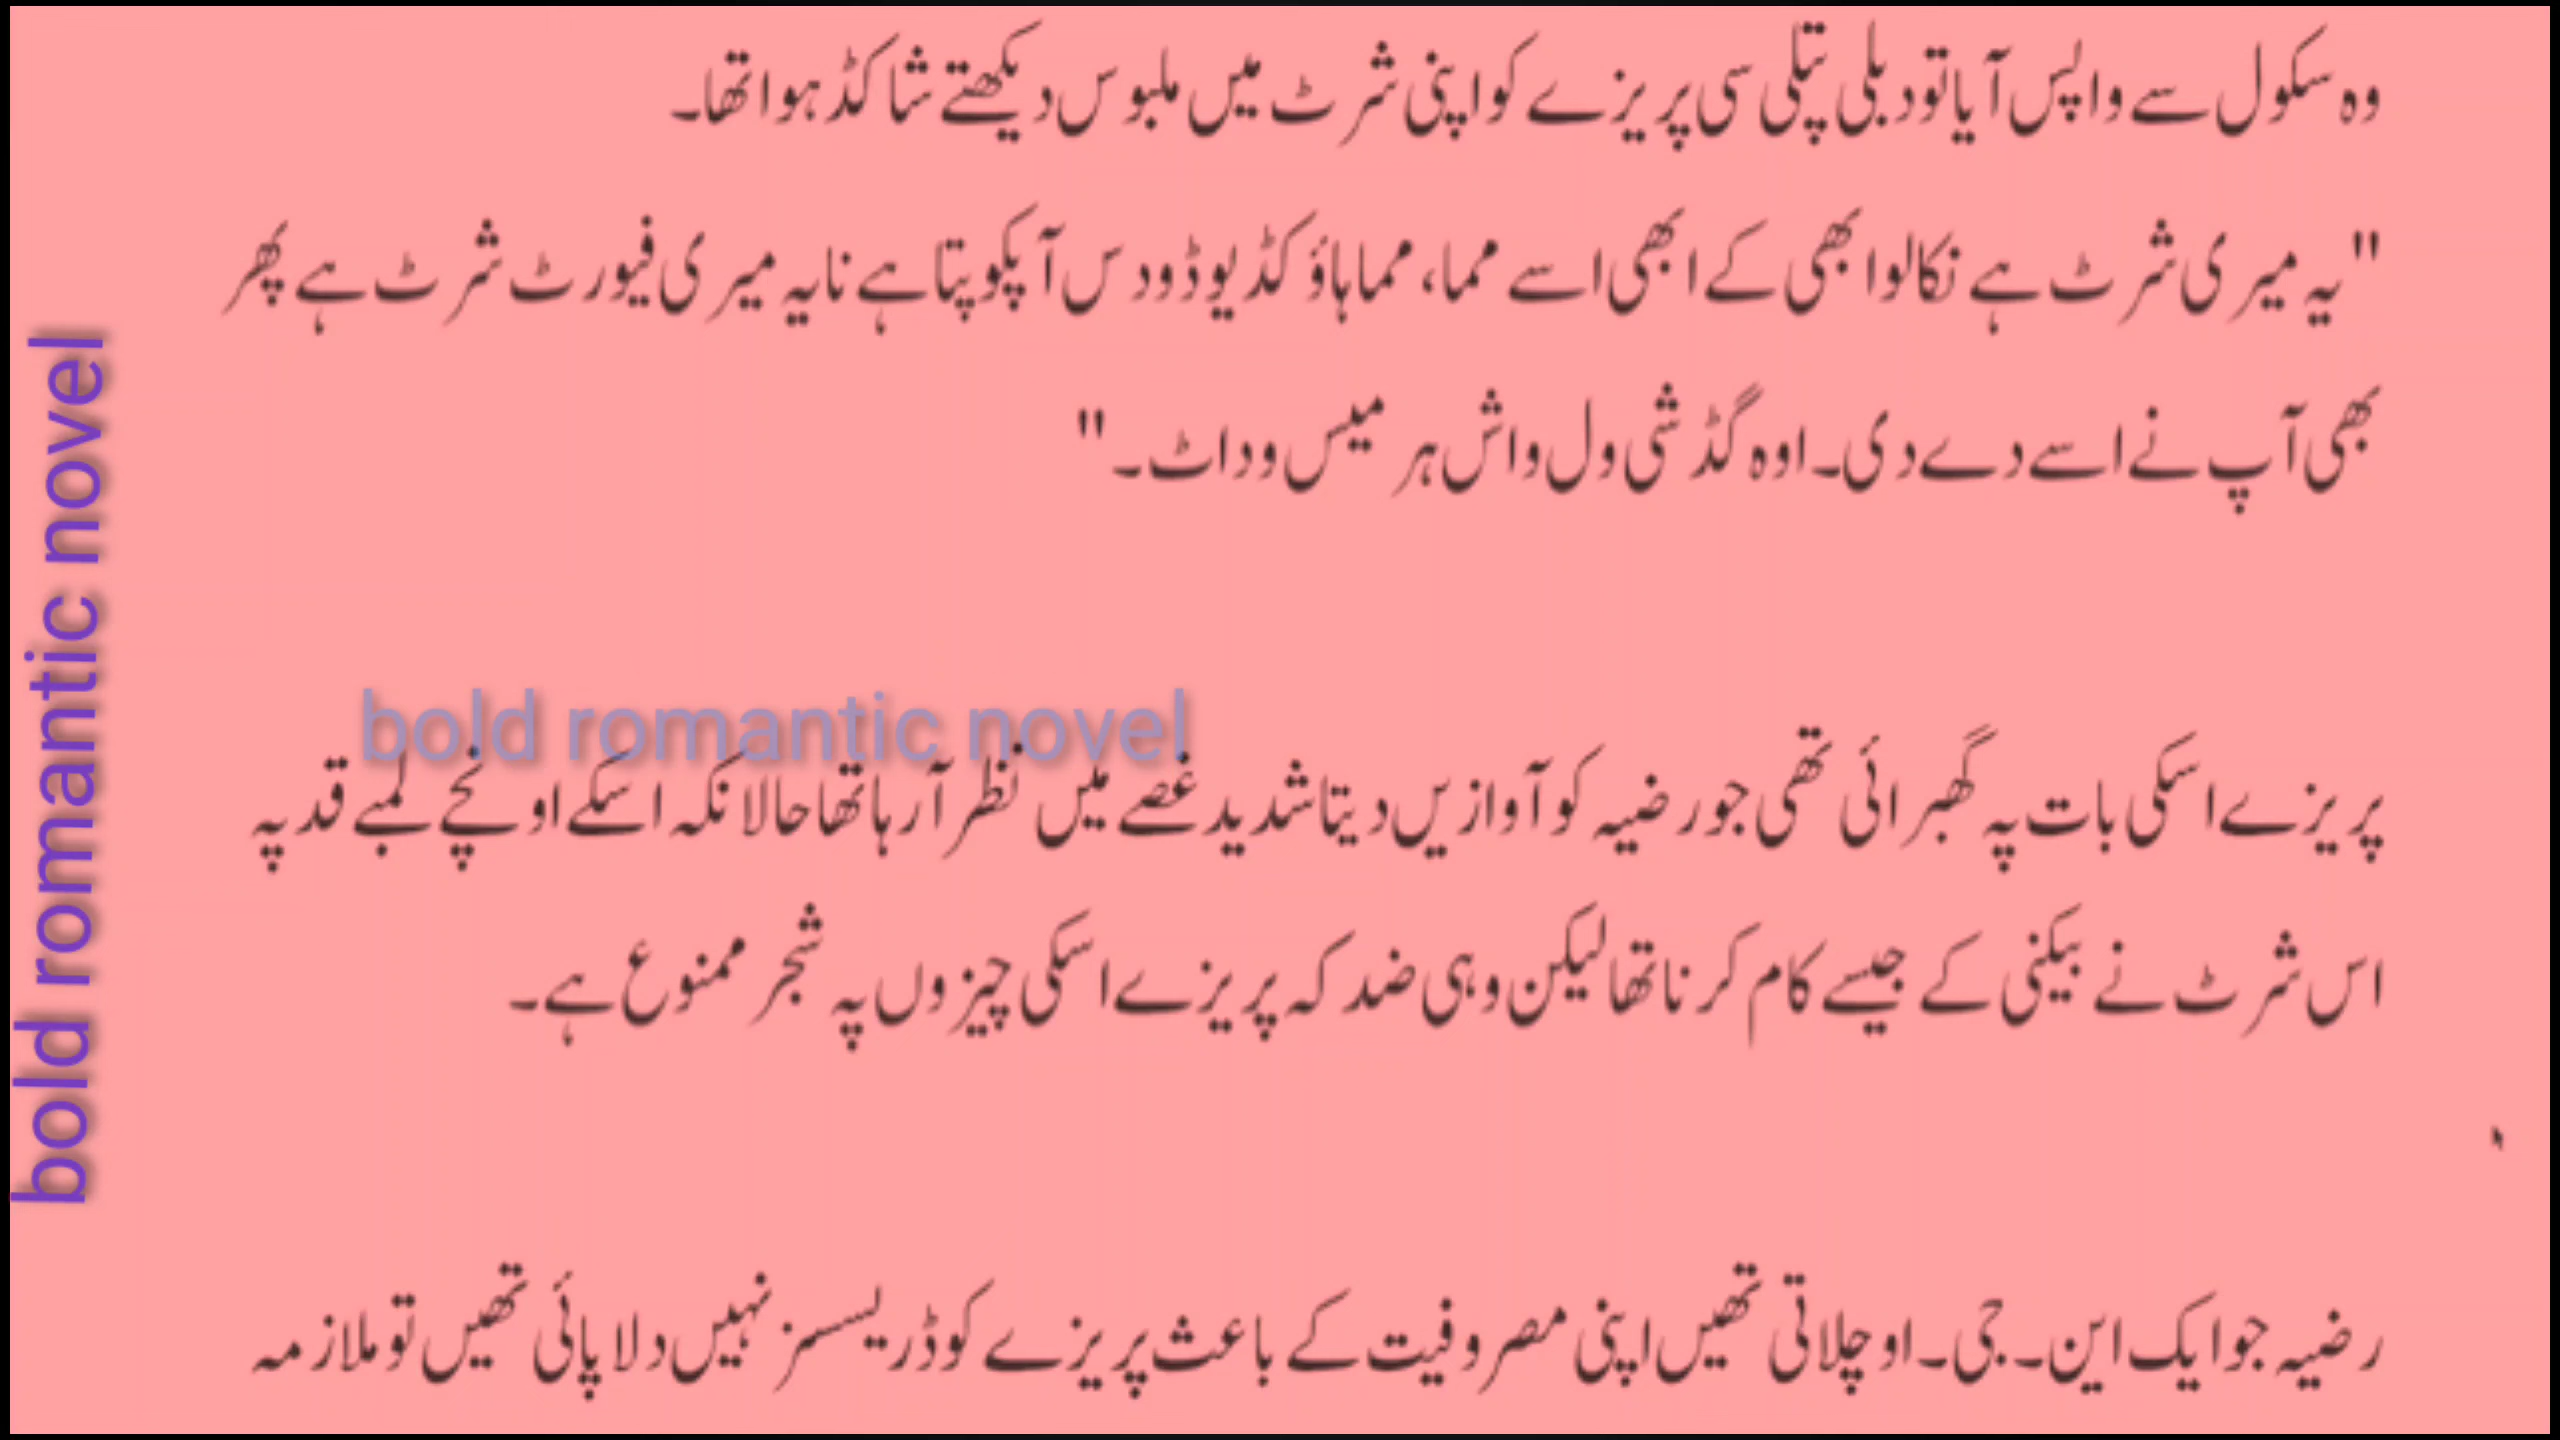 وہ سکول سے واپس آیا تو دبلی پتلی سی پریزے کو اپنی شرٹ میں ملبوس دیکھتے شاکڈ ہوا تھا۔
"یہ میری شرٹ ہے نکالو ابھی کے ابھی اسے مما، مما ہاؤ کڈ یو ڈو دس آپکو پتا ہے نا یہ میری فیورٹ شرٹ ہے پھر
بھی آپ نے اسے دے دی۔ اوہ گڈ شی ول واش ہر میس وداٹ۔"
bold romantic novel
پریزے اسکی بات پہ گھبرائی تھی جو رضیہ کو آوازیں دیتا شدید غصے میں نظر آرہا تھا حالانکہ اسکے اونچے لمبے قد پہ
اس شرٹ نے بیکنی کے جیسے کام کرنا تھا لیکن وہی ضد کہ پریزے اسکی چیزوں پہ شجر ممنوع ہے۔
رضیہ جو ایک این۔ جی۔ او چلاتی تھیں اپنی مصروفیت کے باعث پریزے کو ڈریسسز نہیں دلا پائی تھیں تو ملازمہ
bold romantic novel